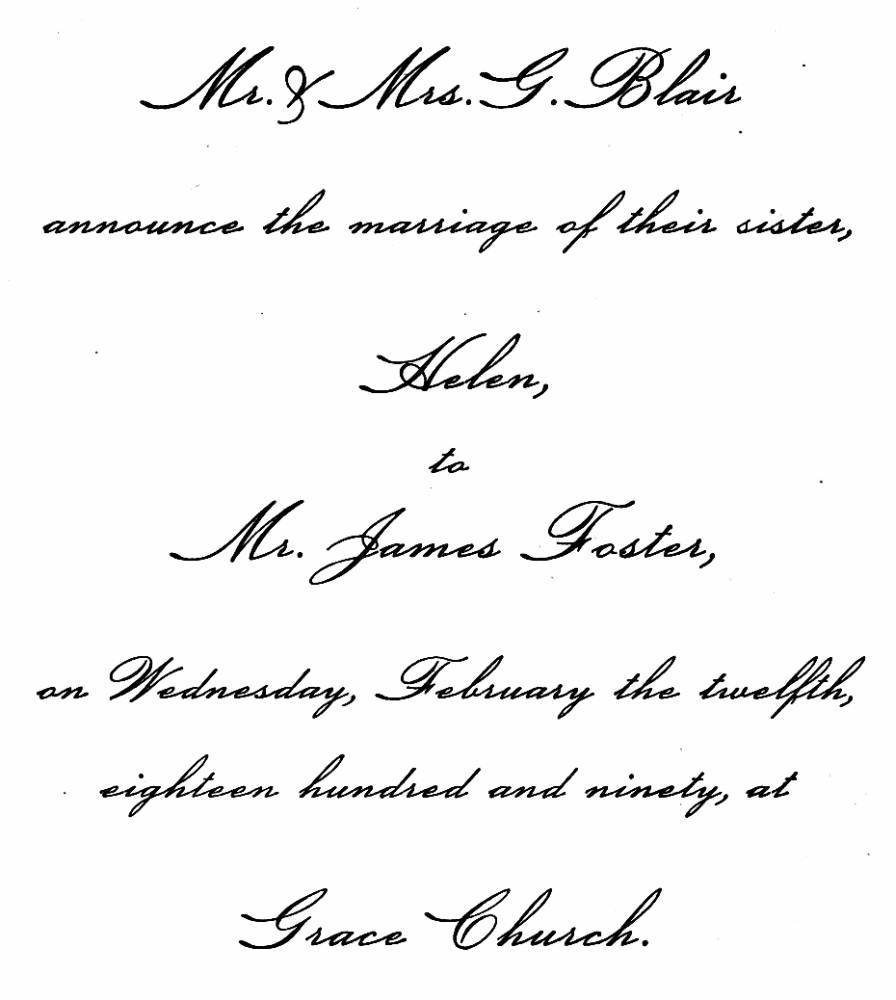 Mr. & Mrs. G. Blair
announce the marriage of their sister,
Helen,
to
Mr. James Foster,
on Wednesday, February the twelfth,
eighteen hundred and ninety, at
Grace Church.